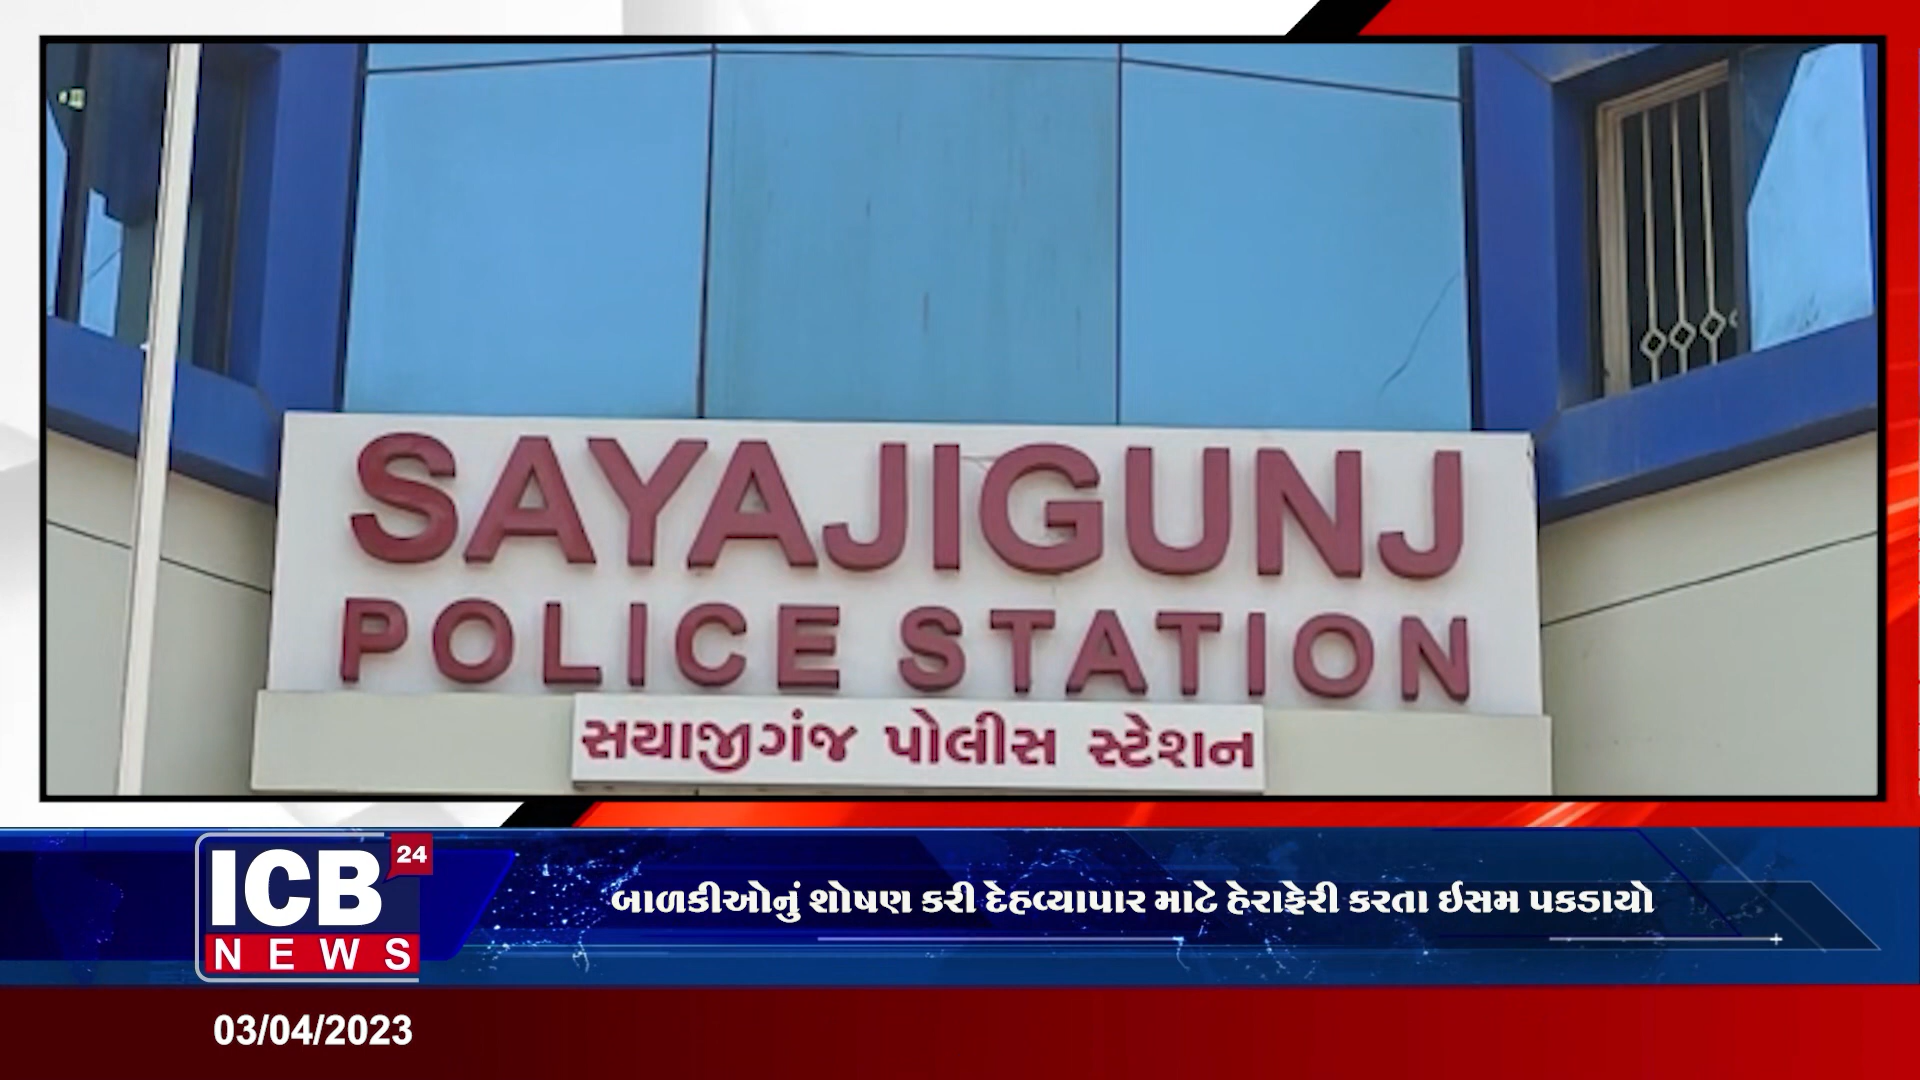 SAYAJIGUNJ
POLICE STATION
સયાજીગંજ પોલીસ સ્ટેશન
ICB 24
NEWS
બાળકીઓનું શોષણ કરી દેહવ્યાપાર માટે હેરાફેરી કરતા ઈસમ પકડાયો
03/04/2023